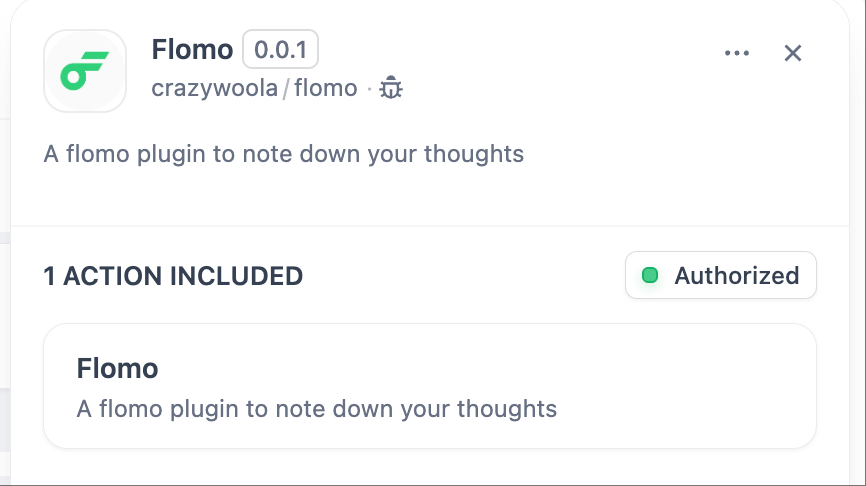 Flomo 0.0.1
crazywoola / flomo ·
A flomo plugin to note down your thoughts
1 ACTION INCLUDED
Authorized
Flomo
A flomo plugin to note down your thoughts